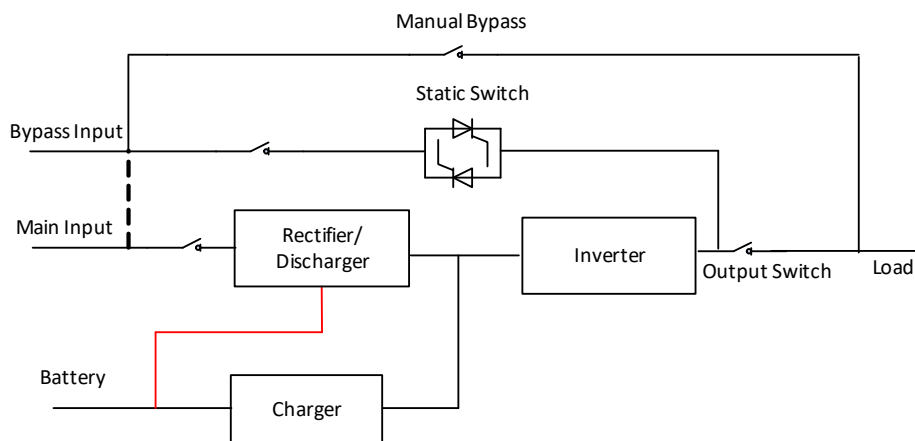 Manual Bypass
Static Switch
Bypass Input
Main Input
Rectifier/
Discharger
Inverter
Output Switch
Load
Battery
Charger